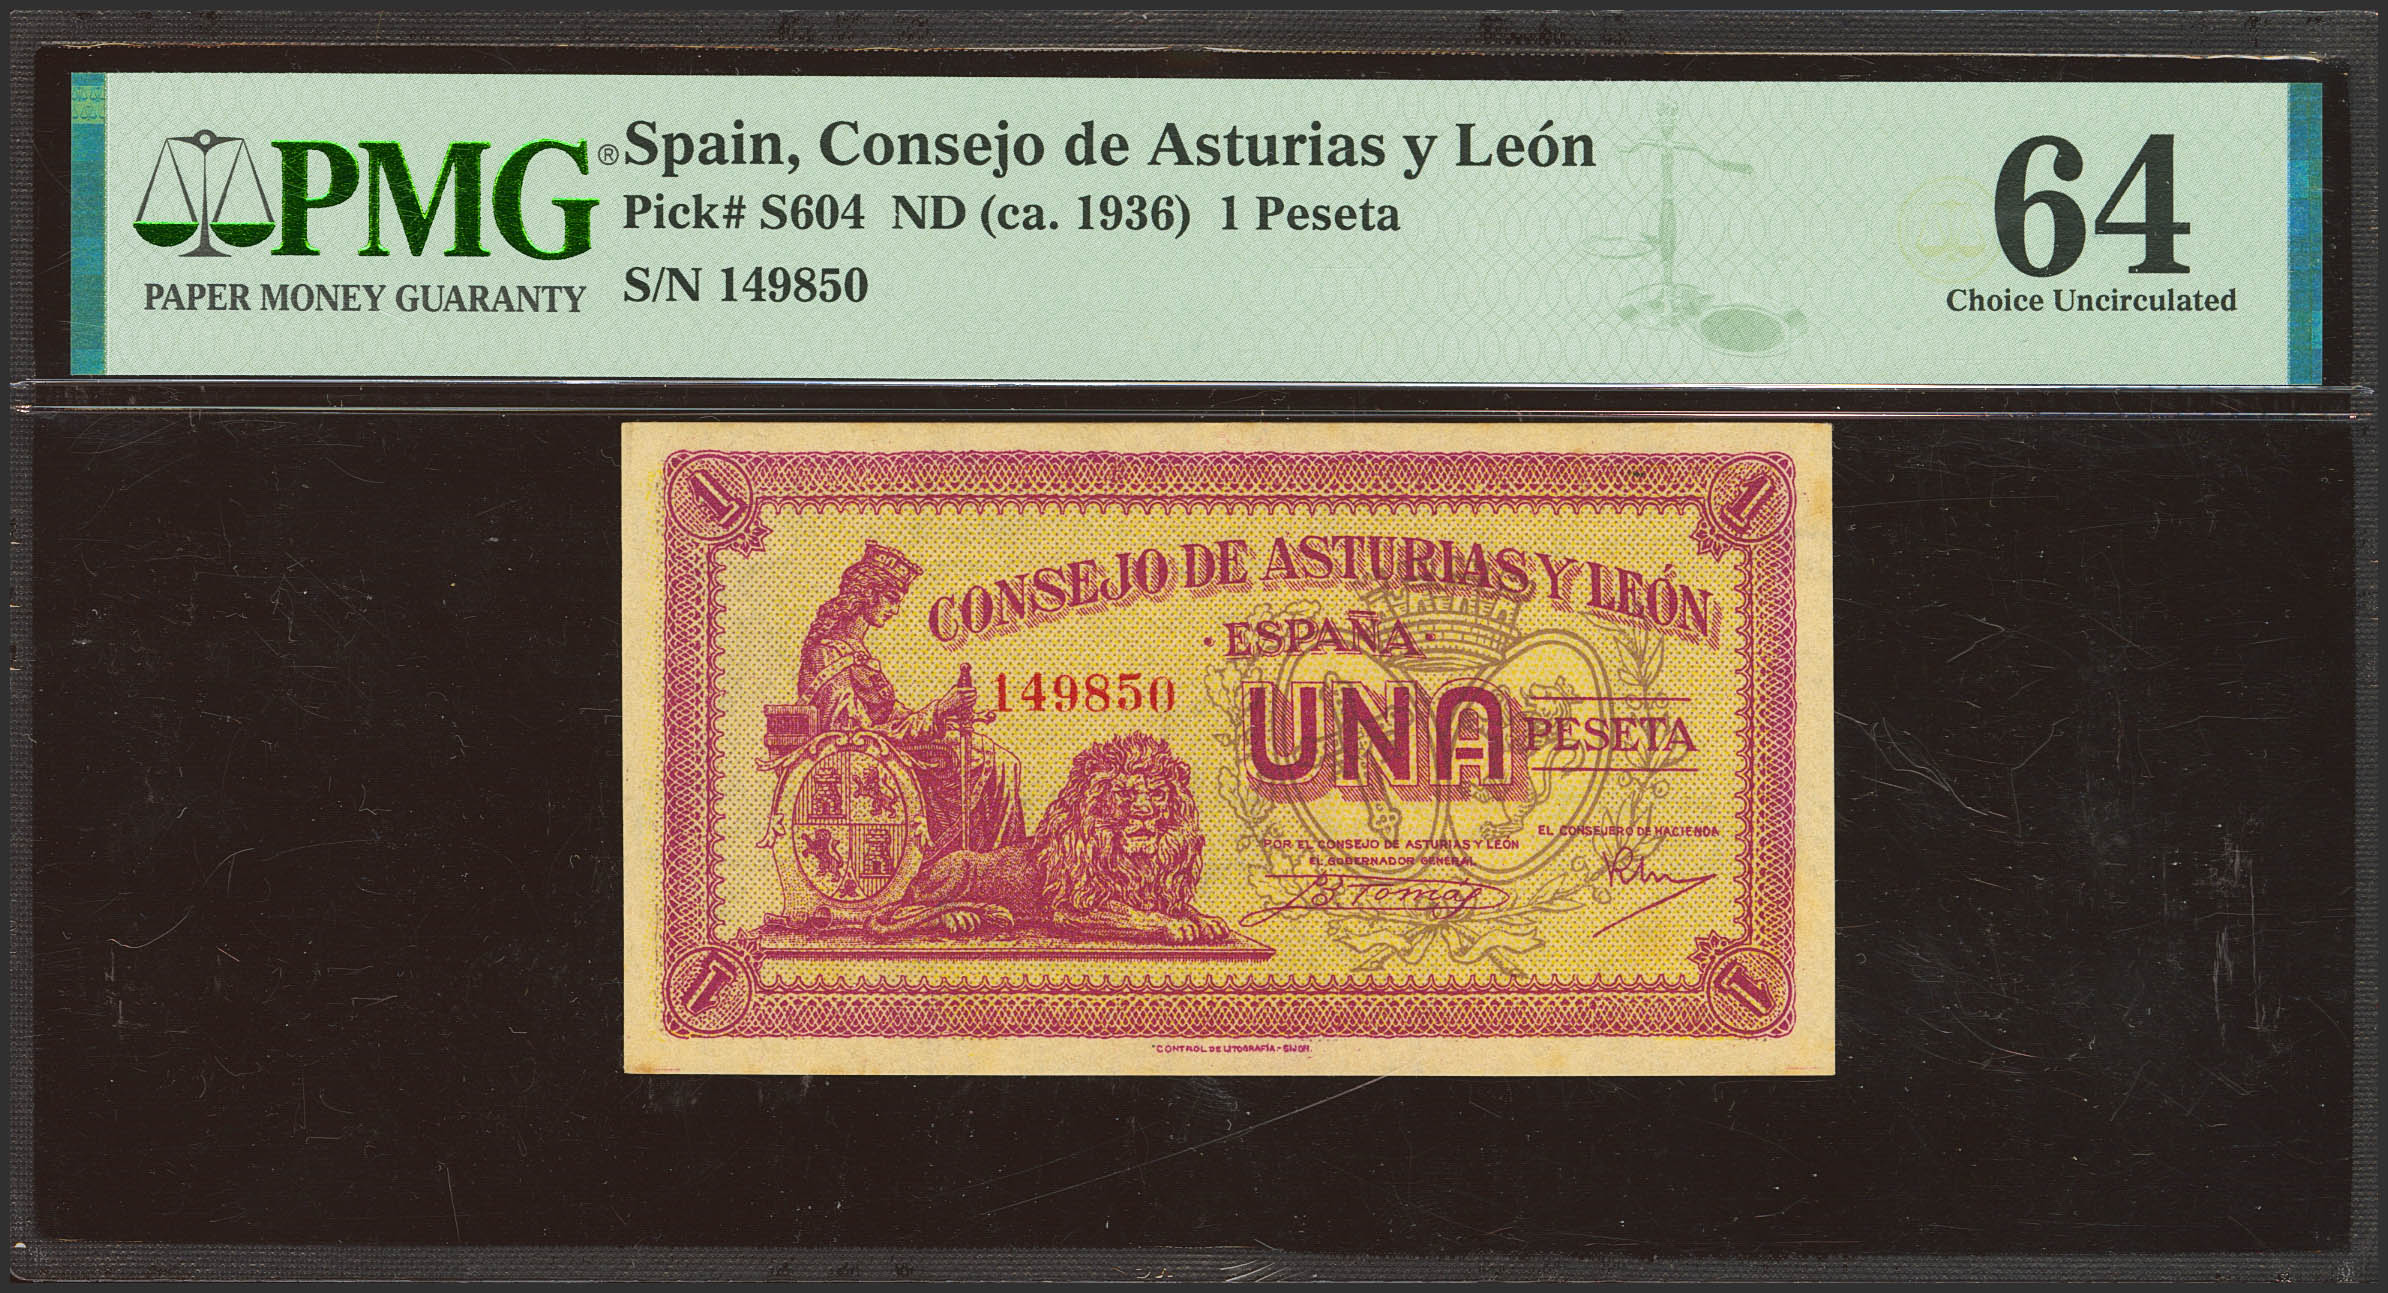 PMG®
PAPER MONEY GUARANTY
Spain, Consejo de Asturias y León
Pick# S604 ND (ca. 1936) 1 Peseta
S/N 149850
64
Choice Uncirculated
1
1
CONSEJO DE ASTURIAS Y LEÓN
·ESPAÑA·
149850
UNA PESETA
EL CONSEJERO DE HACIENDA
POR EL CONSEJO DE ASTURIAS Y LEÓN
EL GOBERNADOR GENERAL
B. Tomás
1
1
"CONTROL DE LITOGRAFÍA.-GIJON.